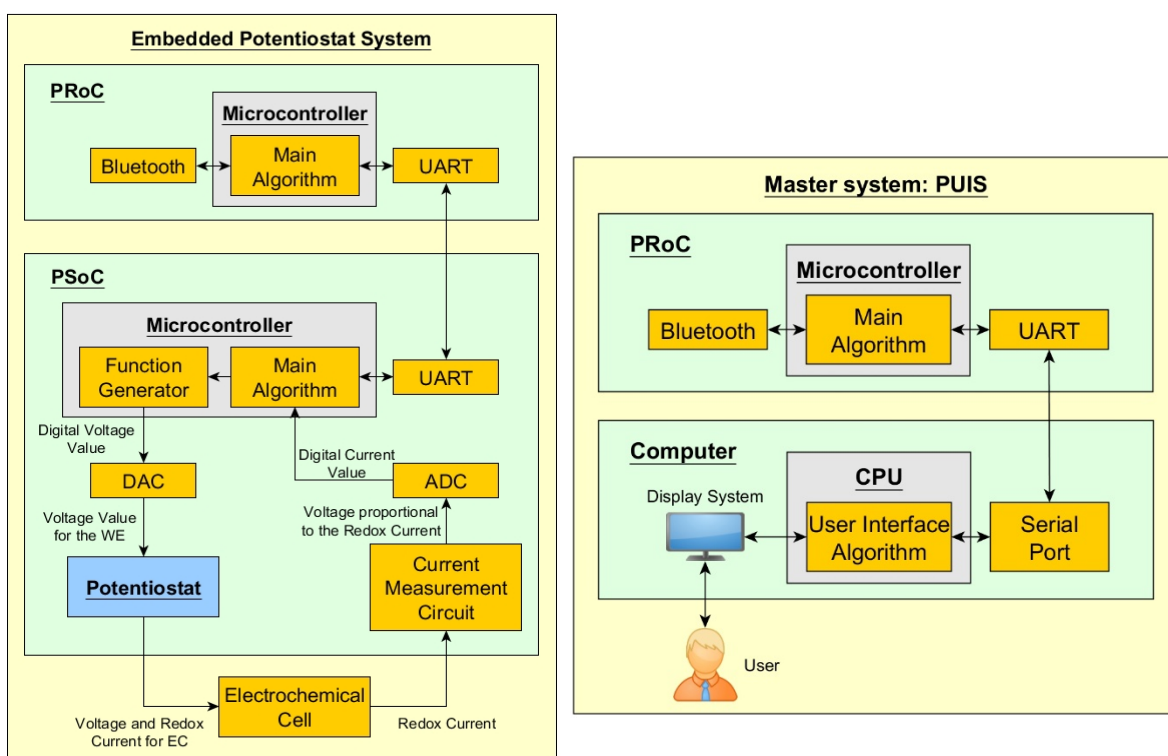 Embedded Potentiostat System
PRoC
Microcontroller
Bluetooth
Main
Algorithm
UART
PSoC
Microcontroller
Function
Generator
Main
Algorithm
UART
Digital Voltage
Value
Digital Current
Value
DAC
ADC
Voltage Value
for the WE
Voltage proportional
to the Redox Current
Potentiostat
Current
Measurement
Circuit
Electrochemical
Cell
Voltage and Redox
Current for EC
Redox Current
Master system: PUIS
PRoC
Microcontroller
Bluetooth
Main
Algorithm
UART
Computer
CPU
Display System
User Interface
Algorithm
Serial
Port
User